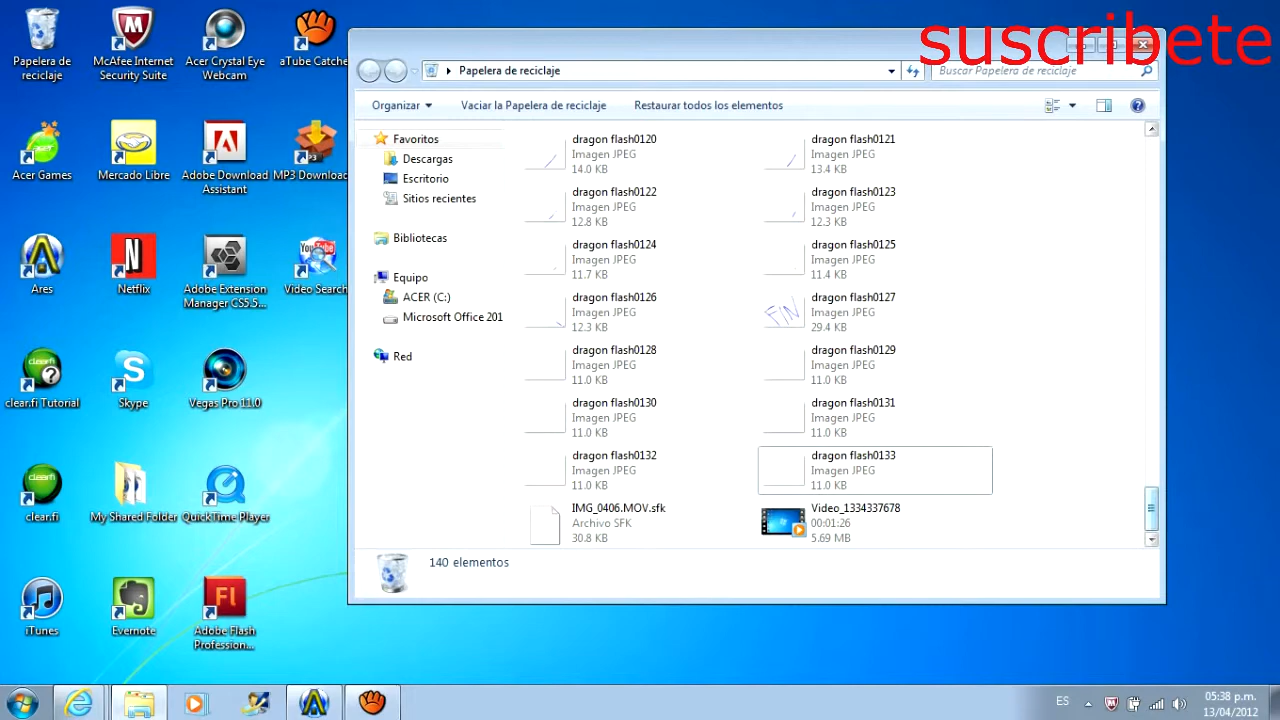 suscribete
Papelera de
reciclaje
McAfee Internet
Security Suite
Acer Crystal Eye
Webcam
aTube Catche
Acer Games
Mercado Libre
Adobe Download
Assistant
MP3 Download
Ares
Netflix
Adobe Extension
Manager CS5.5...
Video Search
clear.fi Tutorial
Skype
Vegas Pro 11.0
clear.fi
My Shared Folder
QuickTime Player
iTunes
Evernote
Adobe Flash
Profession...
Papelera de reciclaje
Buscar Papelera de reciclaje
Organizar
Vaciar la Papelera de reciclaje
Restaurar todos los elementos
Favoritos
Descargas
Escritorio
Sitios recientes
Bibliotecas
Equipo
ACER (C:)
Microsoft Office 201
Red
dragon flash0120
Imagen JPEG
14.0 KB
dragon flash0121
Imagen JPEG
13.4 KB
dragon flash0122
Imagen JPEG
12.8 KB
dragon flash0123
Imagen JPEG
12.3 KB
dragon flash0124
Imagen JPEG
11.7 KB
dragon flash0125
Imagen JPEG
11.4 KB
dragon flash0126
Imagen JPEG
12.3 KB
FIN
dragon flash0127
Imagen JPEG
29.4 KB
dragon flash0128
Imagen JPEG
11.0 KB
dragon flash0129
Imagen JPEG
11.0 KB
dragon flash0130
Imagen JPEG
11.0 KB
dragon flash0131
Imagen JPEG
11.0 KB
dragon flash0132
Imagen JPEG
11.0 KB
dragon flash0133
Imagen JPEG
11.0 KB
IMG_0406.MOV.sfk
Archivo SFK
30.8 KB
Video_1334337678
00:01:26
5.69 MB
140 elementos
ES
05:38 p.m.
13/04/2012